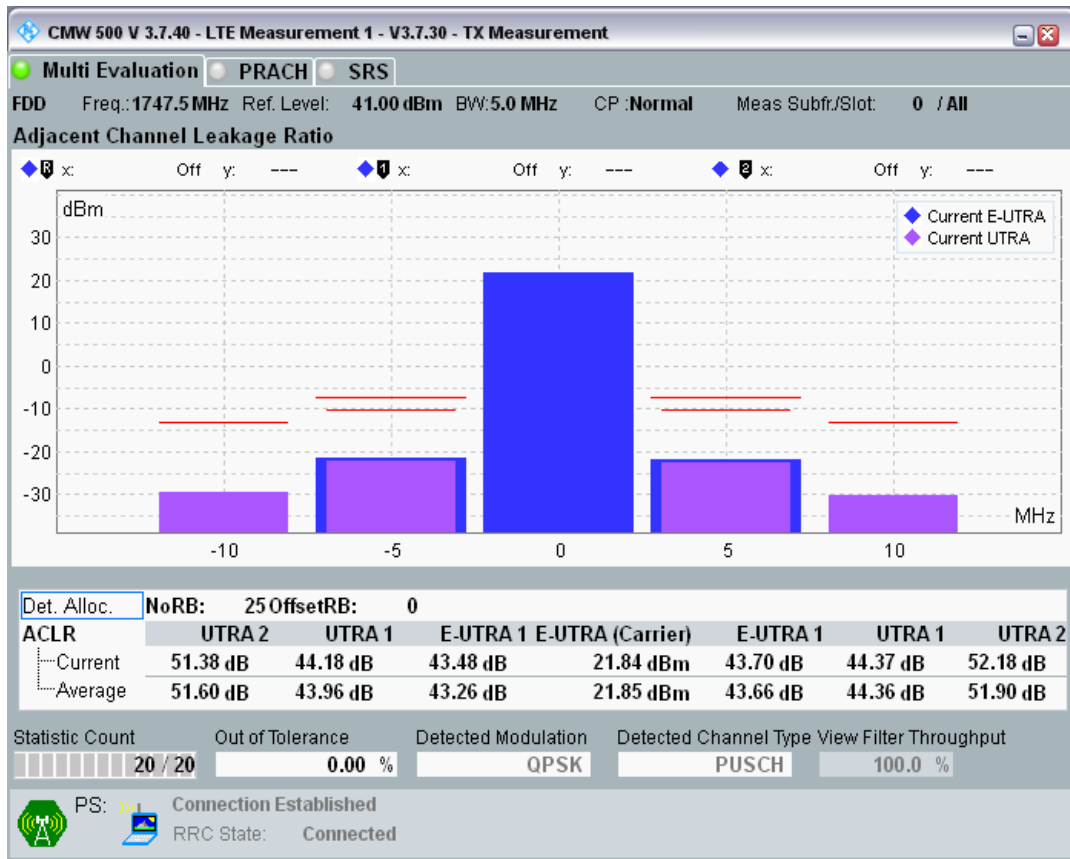 CMW 500 V 3.7.40 - LTE Measurement 1 - V3.7.30 - TX Measurement
Multi Evaluation PRACH SRS
FDD Freq.:1747.5 MHz Ref. Level: 41.00 dBm BW:5.0 MHz CP :Normal Meas Subfr./Slot: 0 / All
Adjacent Channel Leakage Ratio
R x: Off y: --- 1 x: Off y: --- 2 x: Off y: ---
dBm
Current E-UTRA
Current UTRA
30
20
10
0
-10
-20
-30
MHz
-10 -5 0 5 10
Det. Alloc. NoRB: 25 OffsetRB: 0
ACLR UTRA 2 UTRA 1 E-UTRA 1 E-UTRA (Carrier) E-UTRA 1 UTRA 1 UTRA 2
Current 51.38 dB 44.18 dB 43.48 dB 21.84 dBm 43.70 dB 44.37 dB 52.18 dB
Average 51.60 dB 43.96 dB 43.26 dB 21.85 dBm 43.66 dB 44.36 dB 51.90 dB
Statistic Count Out of Tolerance Detected Modulation Detected Channel Type View Filter Throughput
20 / 20 0.00 % QPSK PUSCH 100.0 %
PS: Connection Established
RRC State: Connected